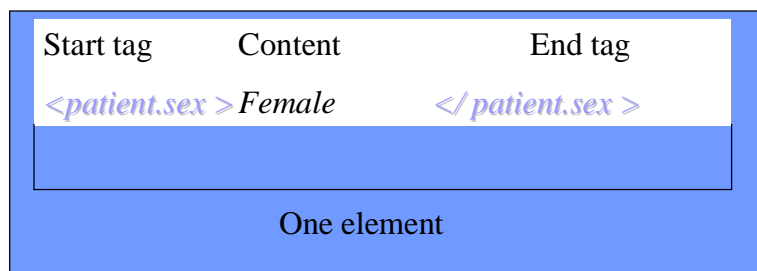 Start tag Content End tag
<patient.sex >Female </ patient.sex >
One element